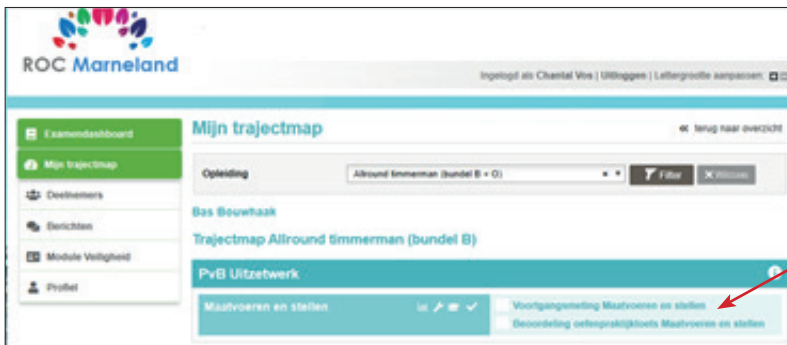 ROC Marneland
Ingelogd als Chantal Vos | Uitloggen | Lettergrootte aanpassen:
Examendashboard
Mijn trajectmap
Deelnemers
Berichten
Module Veiligheid
Profiel
Mijn trajectmap
« terug naar overzicht
Opleiding
Allround timmerman (bundel B + O)
Filter
Wissen
Bas Bouwhaak
Trajectmap Allround timmerman (bundel B)
PvB Uitzetwerk
Maatvoeren en stellen
Voortgangsmeting Maatvoeren en stellen
Beoordeling oefenpraktijktoets Maatvoeren en stellen